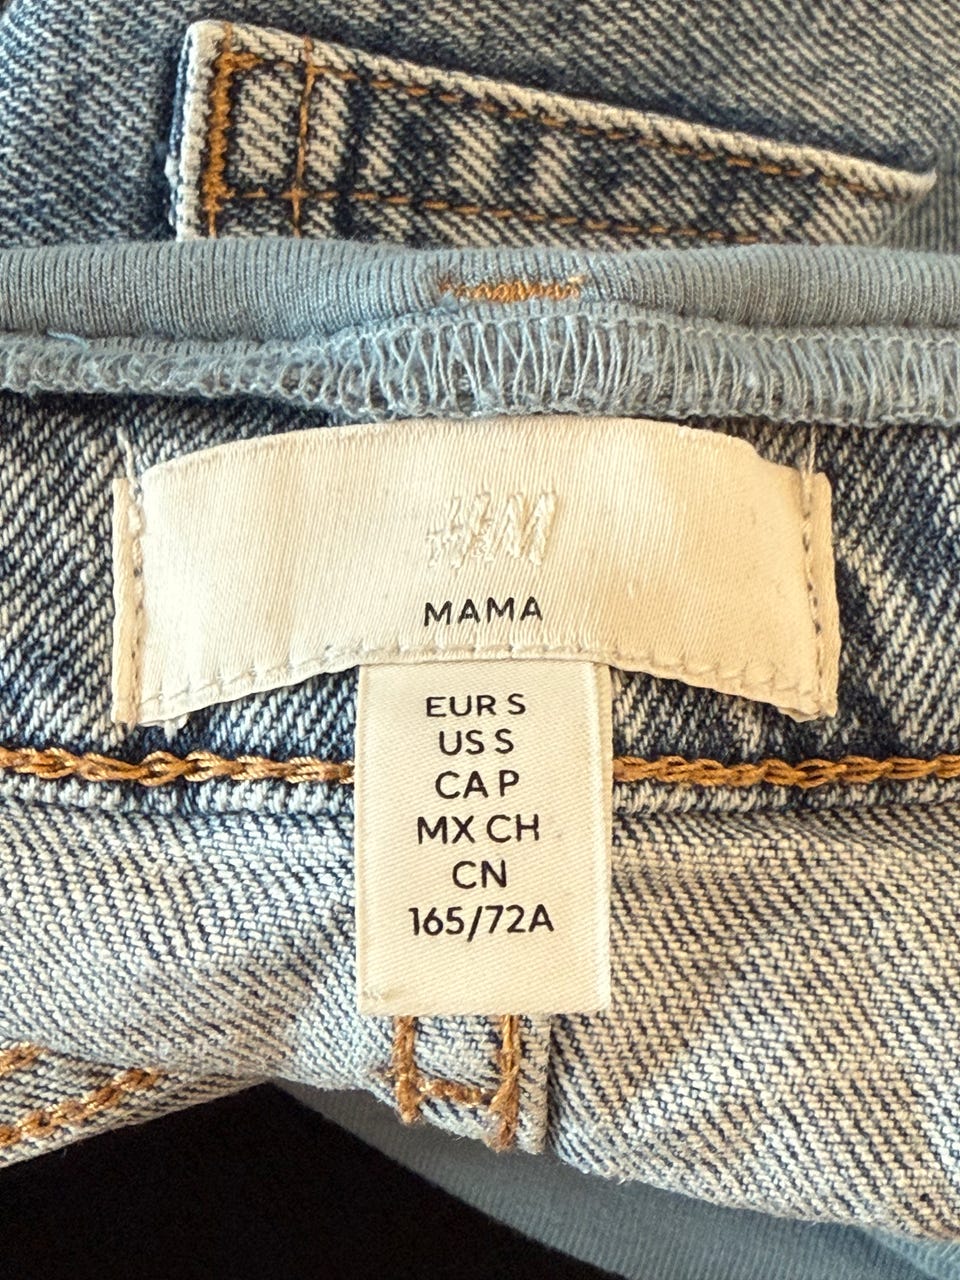 H&M
MAMA
EUR S
US S
CA P
MX CH
CN
165/72A